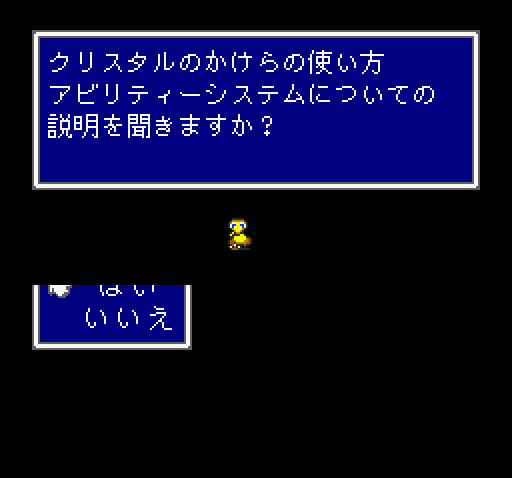 クリスタルのかけらの使い方
アビリティーシステムについての
説明を聞きますか？
はい
いいえ